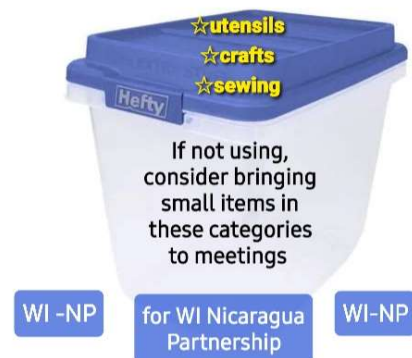 ☆utensils
☆crafts
☆sewing
Hefty
If not using,
consider bringing
small items in
these categories
to meetings
WI -NP
for WI Nicaragua
Partnership
WI-NP